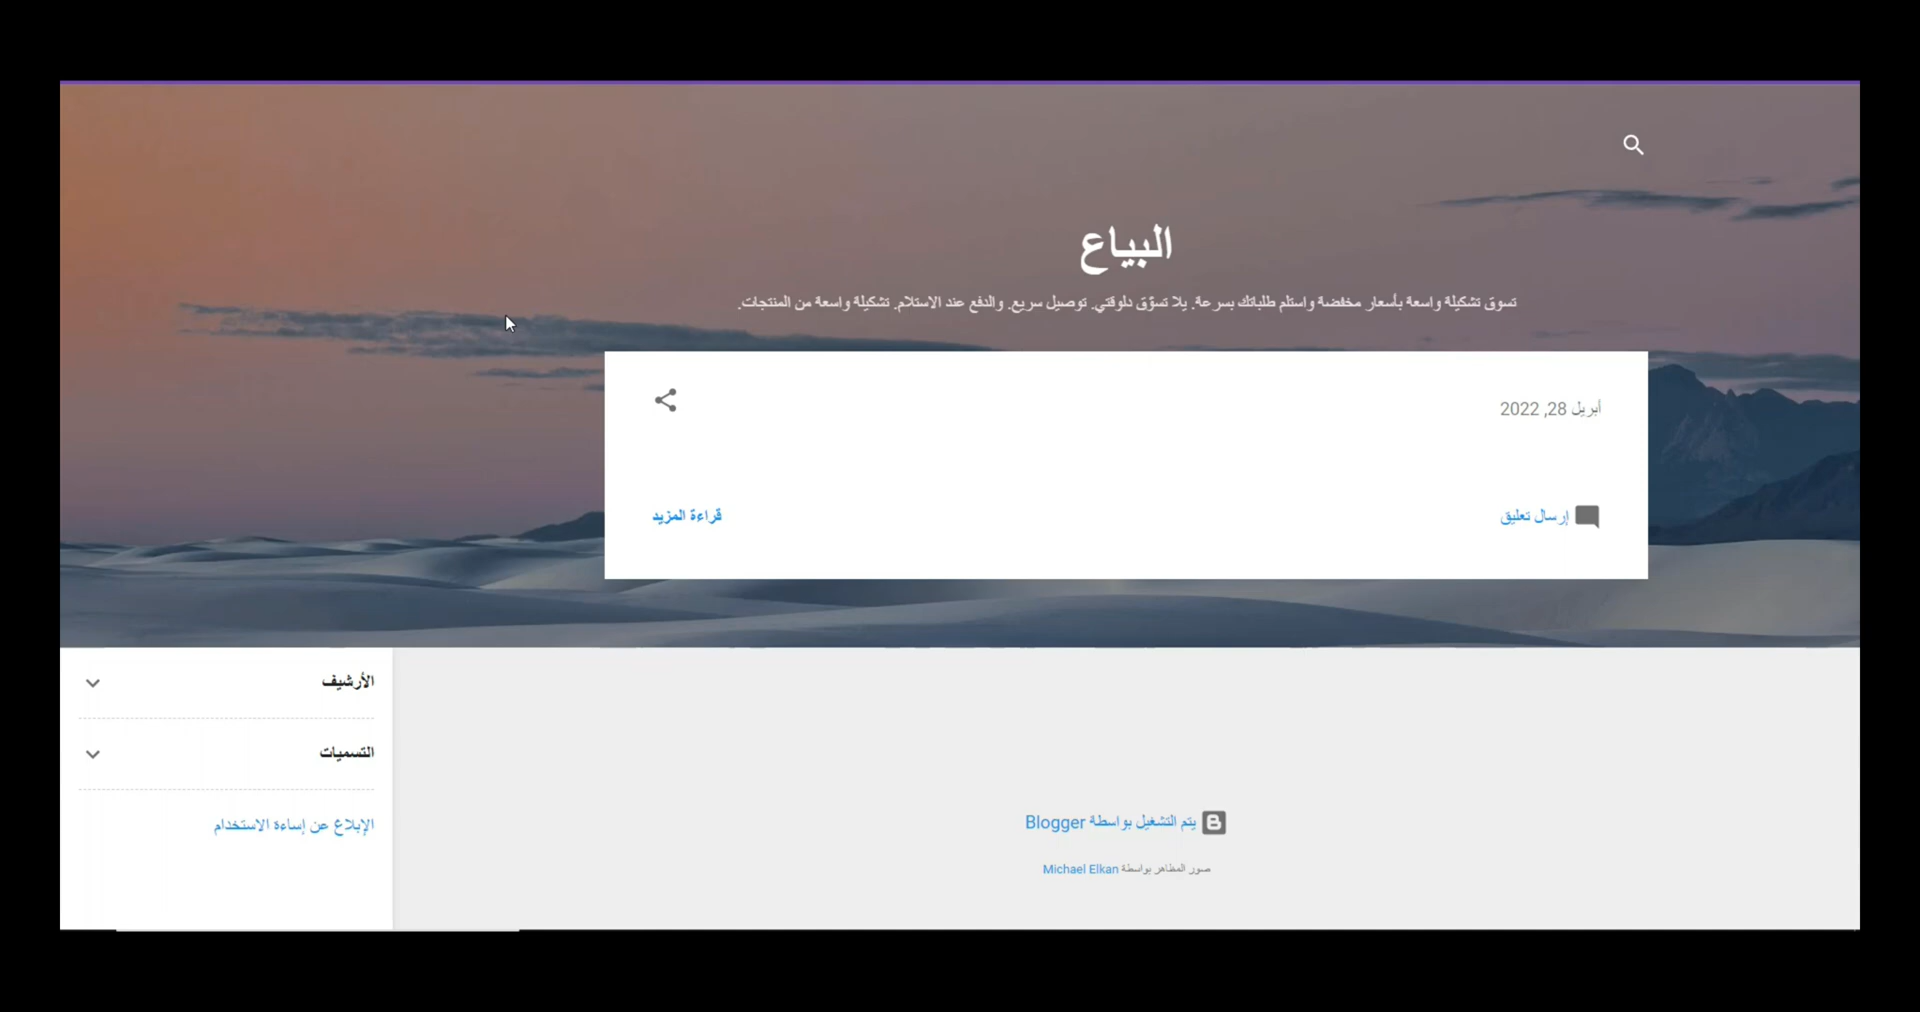 البياع
تسوق تشكيلة واسعة بأسعار مخفضة واستلم طلباتك بسرعة. يلا تسوّق دلوقتي. توصيل سريع. والدفع عند الاستلام. تشكيلة واسعة من المنتجات.
أبريل 28, 2022
إرسال تعليق
قراءة المزيد
الأرشيف
التسميات
الإبلاغ عن إساءة الاستخدام
يتم التشغيل بواسطة Blogger
صور المظاهر بواسطة Michael Elkan